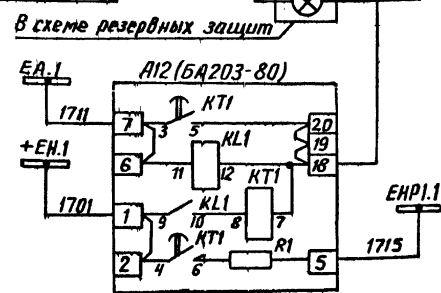 В схеме резервных защит
А12 (БА203-80)
ЕА.1
1711
7
3
5
КТ1
20
19
+ЕН.1
6
11
KL1
12
КТ1
18
1701
1
9
KL1
10
8
7
ЕНР1.1
2
4
КТ1
6
R1
5
1715